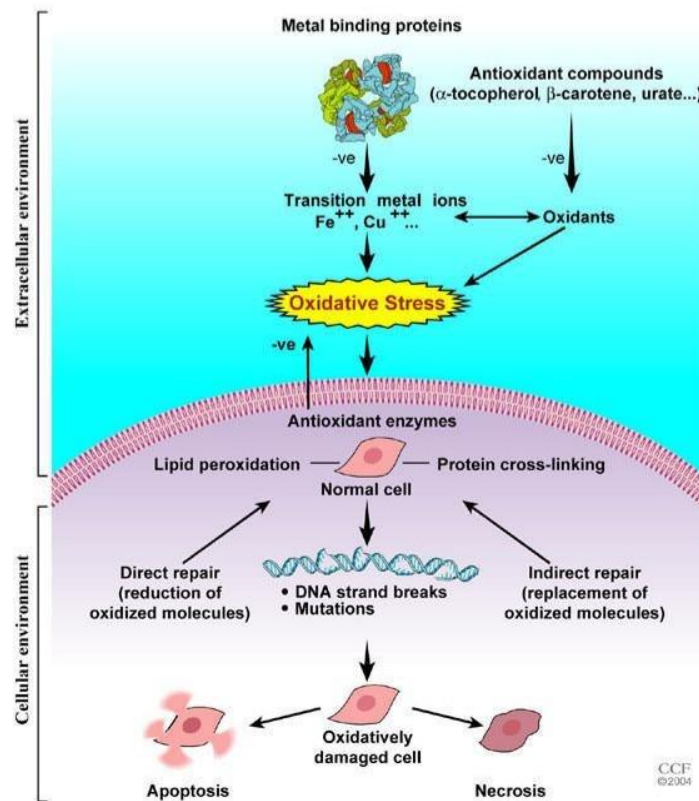 Metal binding proteins
Antioxidant compounds
(α-tocopherol, β-carotene, urate...)
-ve
-ve
Transition metal ions
Fe++, Cu++...
Oxidants
Oxidative Stress
-ve
Antioxidant enzymes
Lipid peroxidation
Protein cross-linking
Normal cell
Direct repair
(reduction of
oxidized molecules)
• DNA strand breaks
• Mutations
Indirect repair
(replacement of
oxidized molecules)
Oxidatively
damaged cell
Apoptosis
Necrosis
Extracellular environment
Cellular environment
CCF
©2004